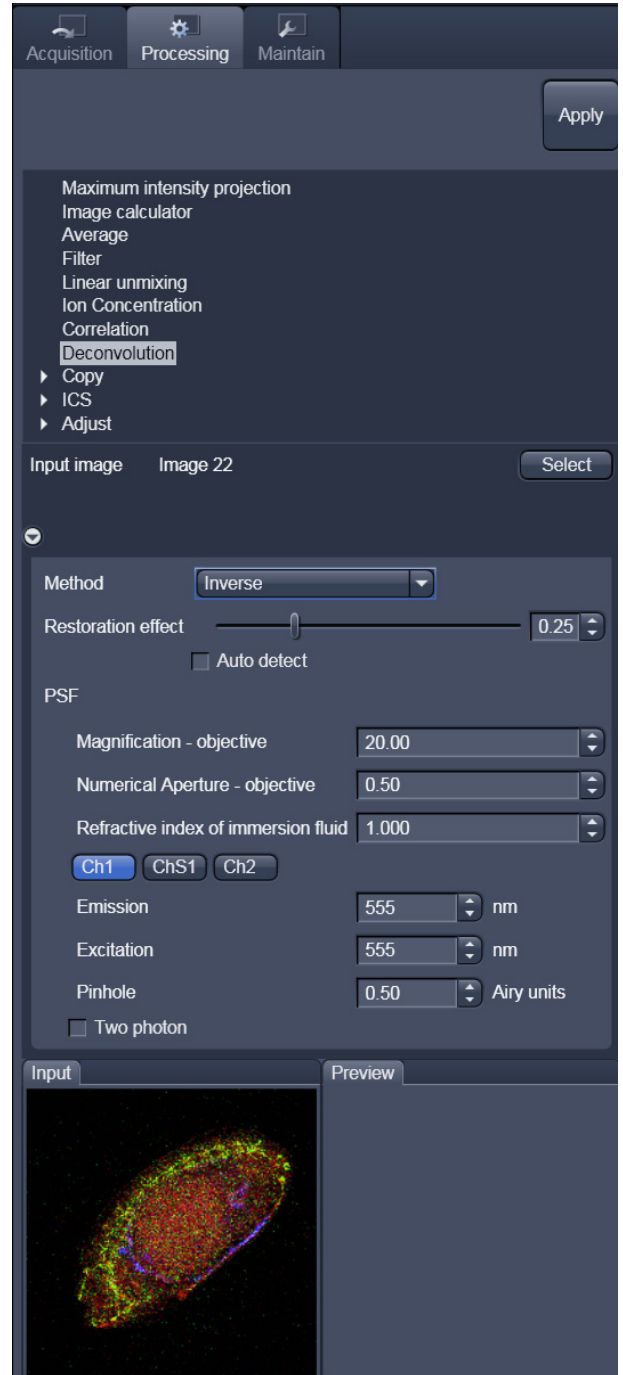 Acquisition Processing Maintain
Apply
Maximum intensity projection
Image calculator
Average
Filter
Linear unmixing
Ion Concentration
Correlation
Deconvolution
Copy
ICS
Adjust
Input image Image 22 Select
Method Inverse
Restoration effect 0.25
Auto detect
PSF
Magnification - objective 20.00
Numerical Aperture - objective 0.50
Refractive index of immersion fluid 1.000
Ch1 ChS1 Ch2
Emission 555 nm
Excitation 555 nm
Pinhole 0.50 Airy units
Two photon
Input Preview